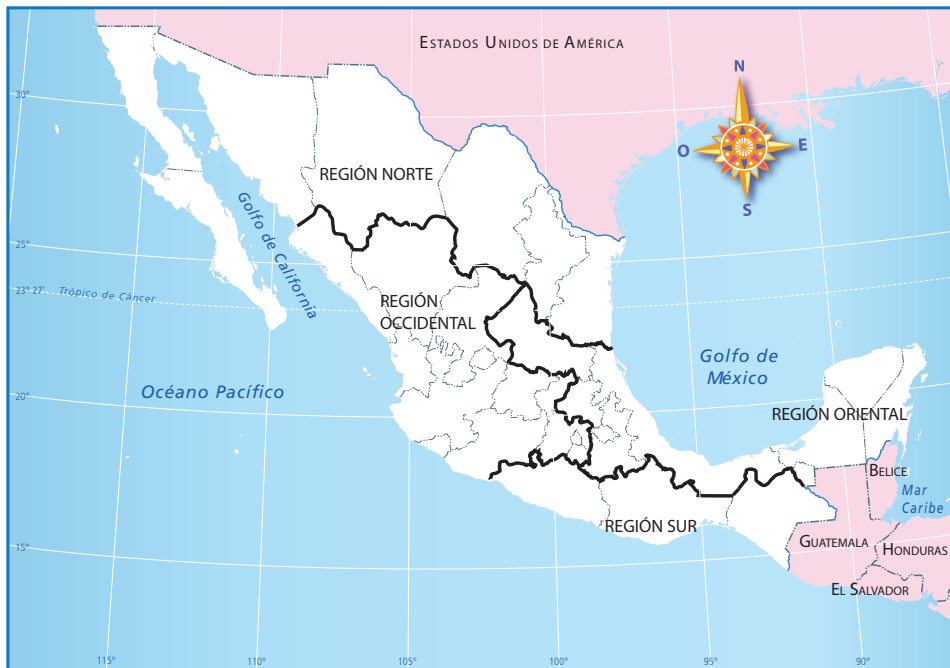 ESTADOS UNIDOS DE AMÉRICA
N
O
E
S
30°
REGIÓN NORTE
Golfo de California
25°
23° 27'
Trópico de Cáncer
REGIÓN
OCCIDENTAL
Golfo de
México
Océano Pacífico
20°
REGIÓN ORIENTAL
BELICE
Mar
Caribe
REGIÓN SUR
GUATEMALA
HONDURAS
15°
EL SALVADOR
115°
110°
105°
100°
95°
90°